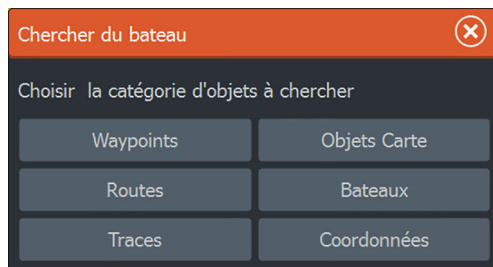 Chercher du bateau
Choisir  la catégorie d'objets à chercher
Waypoints
Objets Carte
Routes
Bateaux
Traces
Coordonnées